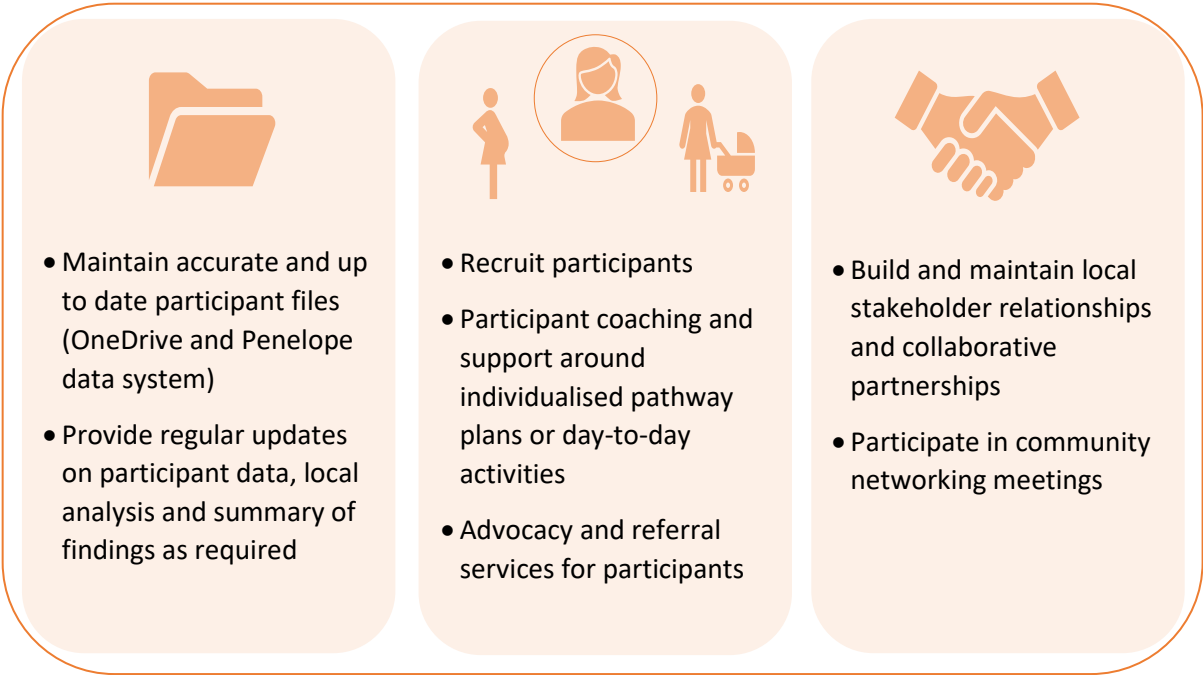 • Maintain accurate and up
to date participant files
(OneDrive and Penelope
data system)
• Provide regular updates
on participant data, local
analysis and summary of
findings as required
• Recruit participants
• Participant coaching and
support around
individualised pathway
plans or day-to-day
activities
• Advocacy and referral
services for participants
• Build and maintain local
stakeholder relationships
and collaborative
partnerships
• Participate in community
networking meetings